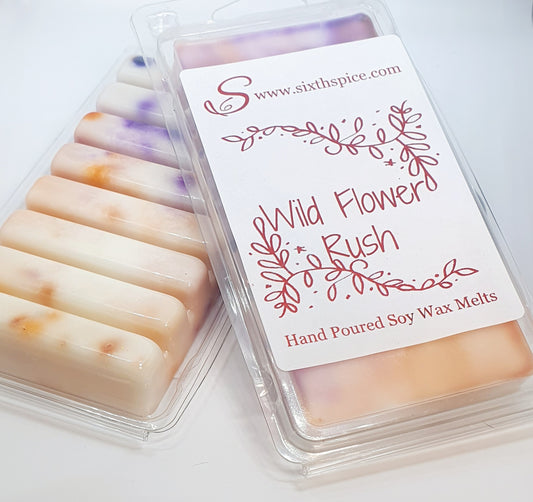 S www.sixthspice.com
Wild Flower
Rush
Hand Poured Soy Wax Melts